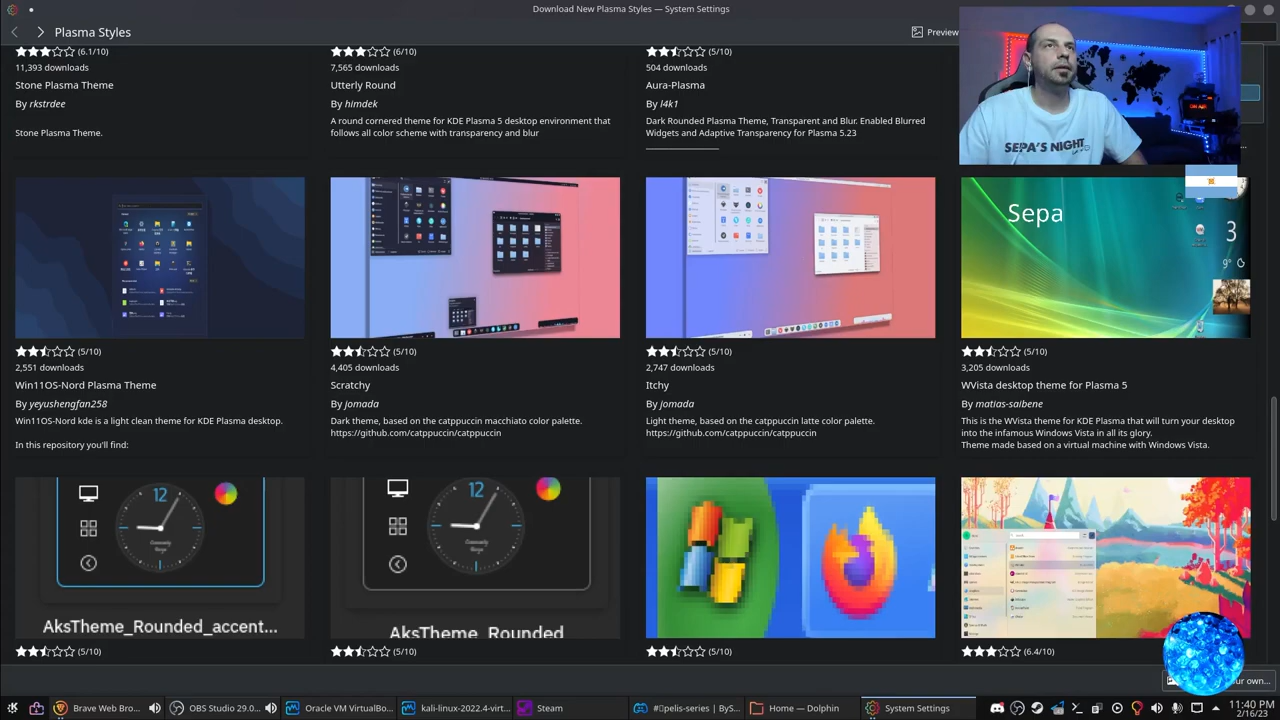 Download New Plasma Styles — System Settings
Plasma Styles
Preview
(6.1/10)
11,393 downloads
Stone Plasma Theme
By rkstrdee
Stone Plasma Theme.
(6/10)
7,565 downloads
Utterly Round
By himdek
A round cornered theme for KDE Plasma desktop environment that
follows all color scheme with transparency and blur
(5/10)
504 downloads
Aura-Plasma
By l4k1
Dark Rounded Plasma Theme, Transparent and Blur. Enabled Blurred
Widgets and Adaptive Transparency for Plasma 5.23
SEPA'S NIGHT
Sepa
3
9°
(5/10)
2,551 downloads
Win11OS-Nord Plasma Theme
By yeyushengfan258
Win11OS-Nord kde is a light clean theme for KDE Plasma desktop.
In this repository you'll find:
(5/10)
4,405 downloads
Scratchy
By jomada
Dark theme, based on the catppuccin macchiato color palette.
https://github.com/catppuccin/catppuccin
(5/10)
2,747 downloads
Itchy
By jomada
Light theme, based on the catppuccin latte color palette.
https://github.com/catppuccin/catppuccin
(5/10)
3,205 downloads
WVista desktop theme for Plasma 5
By matias-saibene
This is the WVista theme for KDE Plasma that will turn your desktop
into the infamous Windows Vista in all its glory.
Theme made based on a virtual machine with Windows Vista.
12
AksTheme_Rounded_accent...
(5/10)
12
AksTheme_Rounded
(5/10)
(5/10)
(6.4/10)
own...
Brave Web Bro...
OBS Studio 29.0...
Oracle VM VirtualBo...
kali-linux-2022.4-virt...
Steam
pelis-series | ByS...
Home — Dolphin
System Settings
11:40 PM
2/16/23